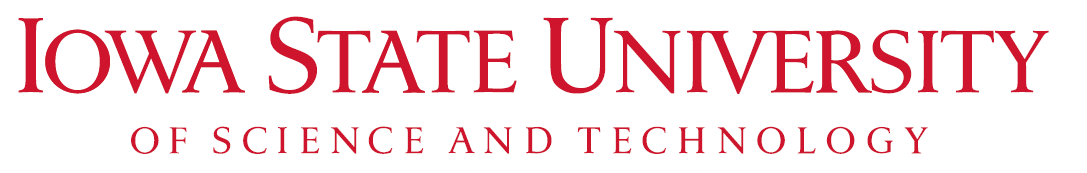 IOWA STATE UNIVERSITY
OF SCIENCE AND TECHNOLOGY